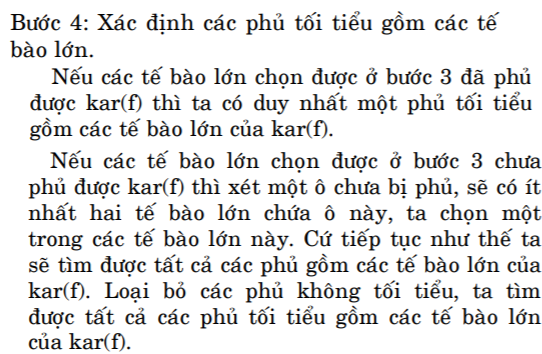 Bước 4: Xác định các phủ tối tiểu gồm các tế
bào lớn.
Nếu các tế bào lớn chọn được ở bước 3 đã phủ
được kar(f) thì ta có duy nhất một phủ tối tiểu
gồm các tế bào lớn của kar(f).
Nếu các tế bào lớn chọn được ở bước 3 chưa
phủ được kar(f) thì xét một ô chưa bị phủ, sẽ có ít
nhất hai tế bào lớn chứa ô này, ta chọn một
trong các tế bào lớn này. Cứ tiếp tục như thế ta
sẽ tìm được tất cả các phủ gồm các tế bào lớn của
kar(f). Loại bỏ các phủ không tối tiểu, ta tìm
được tất cả các phủ tối tiểu gồm các tế bào lớn
của kar(f).